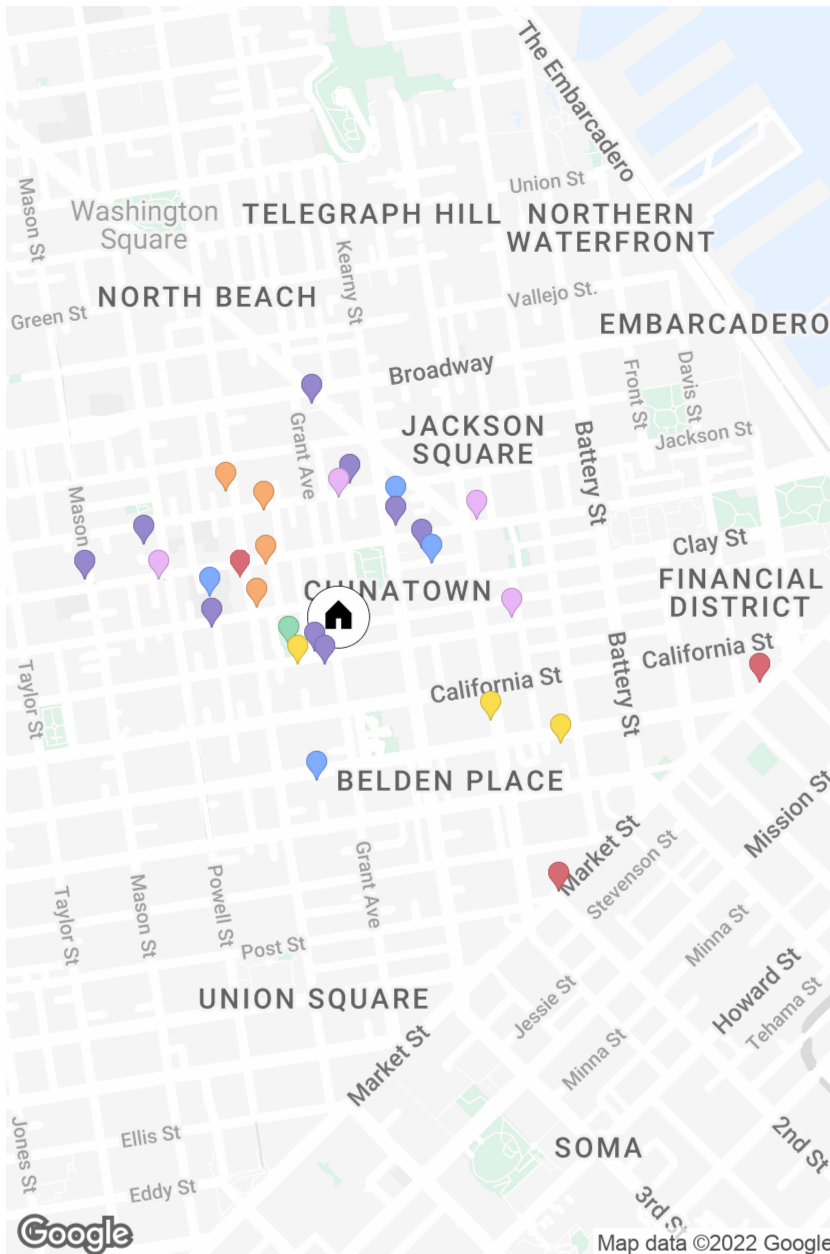 The Embarcadero
Union St
Mason St
Washington
Square
TELEGRAPH HILL
NORTHERN
WATERFRONT
Kearny St
NORTH BEACH
Vallejo St.
Green St
EMBARCADERO
Broadway
Front St
Davis St
Grant Ave
JACKSON
SQUARE
Battery St
Jackson St
Mason
Clay St
CHINATOWN
FINANCIAL
DISTRICT
California St
Battery St
California St
Taylor St
BELDEN PLACE
Mission St
Market St
Stevenson St
Grant Ave
Powell St
Mason St
Taylor St
Post St
Minna St
Howard St
Tehama St
UNION SQUARE
Jessie St
Market St
Minna St
Jones St
Ellis St
SOMA
2nd St
Eddy St
3rd St
Google
Map data ©2022 Google